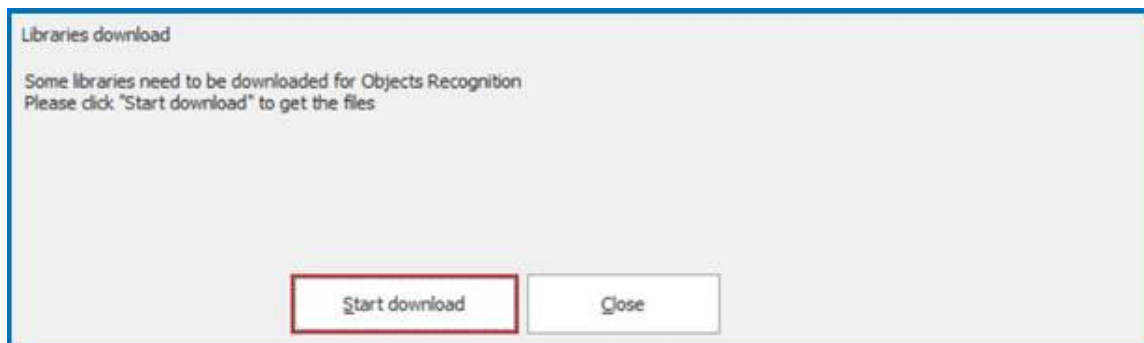 Libraries download
Some libraries need to be downloaded for Objects Recognition
Please click "Start download" to get the files
Start download
Close